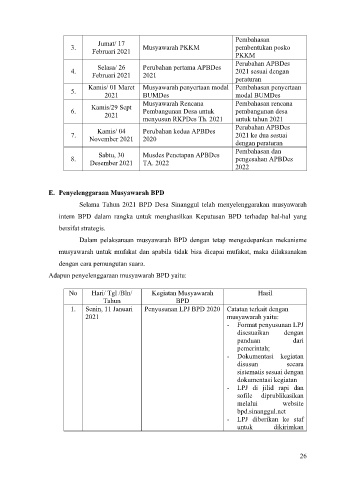 3. Jumat/ 17 Februari 2021 Musyawarah PKKM Pembahasan pembentukan posko PKKM
4. Selasa/ 26 Februari 2021 Perubahan pertama APBDes 2021 Perubahan APBDes 2021 sesuai dengan peraturan
5. Kamis/ 01 Maret 2021 Musyawarah penyertaan modal BUMDes Pembahasan penyertaan modal BUMDes
6. Kamis/29 Sept 2021 Musyawarah Rencana Pembangunan Desa untuk menyusun RKPDes Th. 2021 Pembahasan rencana pembangunan desa untuk tahun 2021
7. Kamis/ 04 November 2021 Perubahan kedua APBDes 2020 Perubahan APBDes 2021 ke dua sesuai dengan peraturan
8. Sabtu, 30 Desember 2021 Musdes Penetapan APBDes TA. 2022 Pembahasan dan pengesahan APBDes 2022
E. Penyelenggaraan Musyawarah BPD
Selama Tahun 2021 BPD Desa Sinanggul telah menyelenggarakan musyawarah
intern BPD dalam rangka untuk menghasilkan Keputusan BPD terhadap hal-hal yang
bersifat strategis.
Dalam pelaksanaan musyawarah BPD dengan tetap mengedepankan mekanisme
musyawarah untuk mufakat dan apabila tidak bisa dicapai mufakat, maka dilaksanakan
dengan cara pemungutan suara.
Adapun penyelenggaraan musyawarah BPD yaitu:
No Hari/ Tgl /Bln/ Tahun Kegiatan Musyawarah BPD Hasil
1. Senin, 11 Januari 2021 Penyusunan LPJ BPD 2020 Catatan terkait dengan
musyawarah yaitu:
- Format penyusunan LPJ
disesuaikan dengan
panduan dari
pemerintah;
- Dokumentasi kegiatan
disusun secara
sistematis sesuai dengan
dokumentasi kegiatan
- LPJ di jilid rapi dan
sofile dipublikasikan
melalui website
bpd.sinanggul.net
- LPJ diberikan ke staf
untuk dikirimkan
26